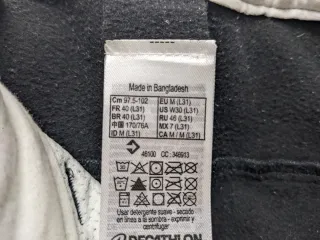 Made in Bangladesh
Cm 97.5-102 EU M (L31)
FR 40 (L31) US W30 (L31)
BR 40 (L31) RU 46 (L31)
中国 170/76A MX 7 (L31)
ID M (L31) CA M / M (L31)
46100 CC: 346913
Usar detergente suave - secado
en línea o sombra - exprimir y
centrifugar
DECATHLON